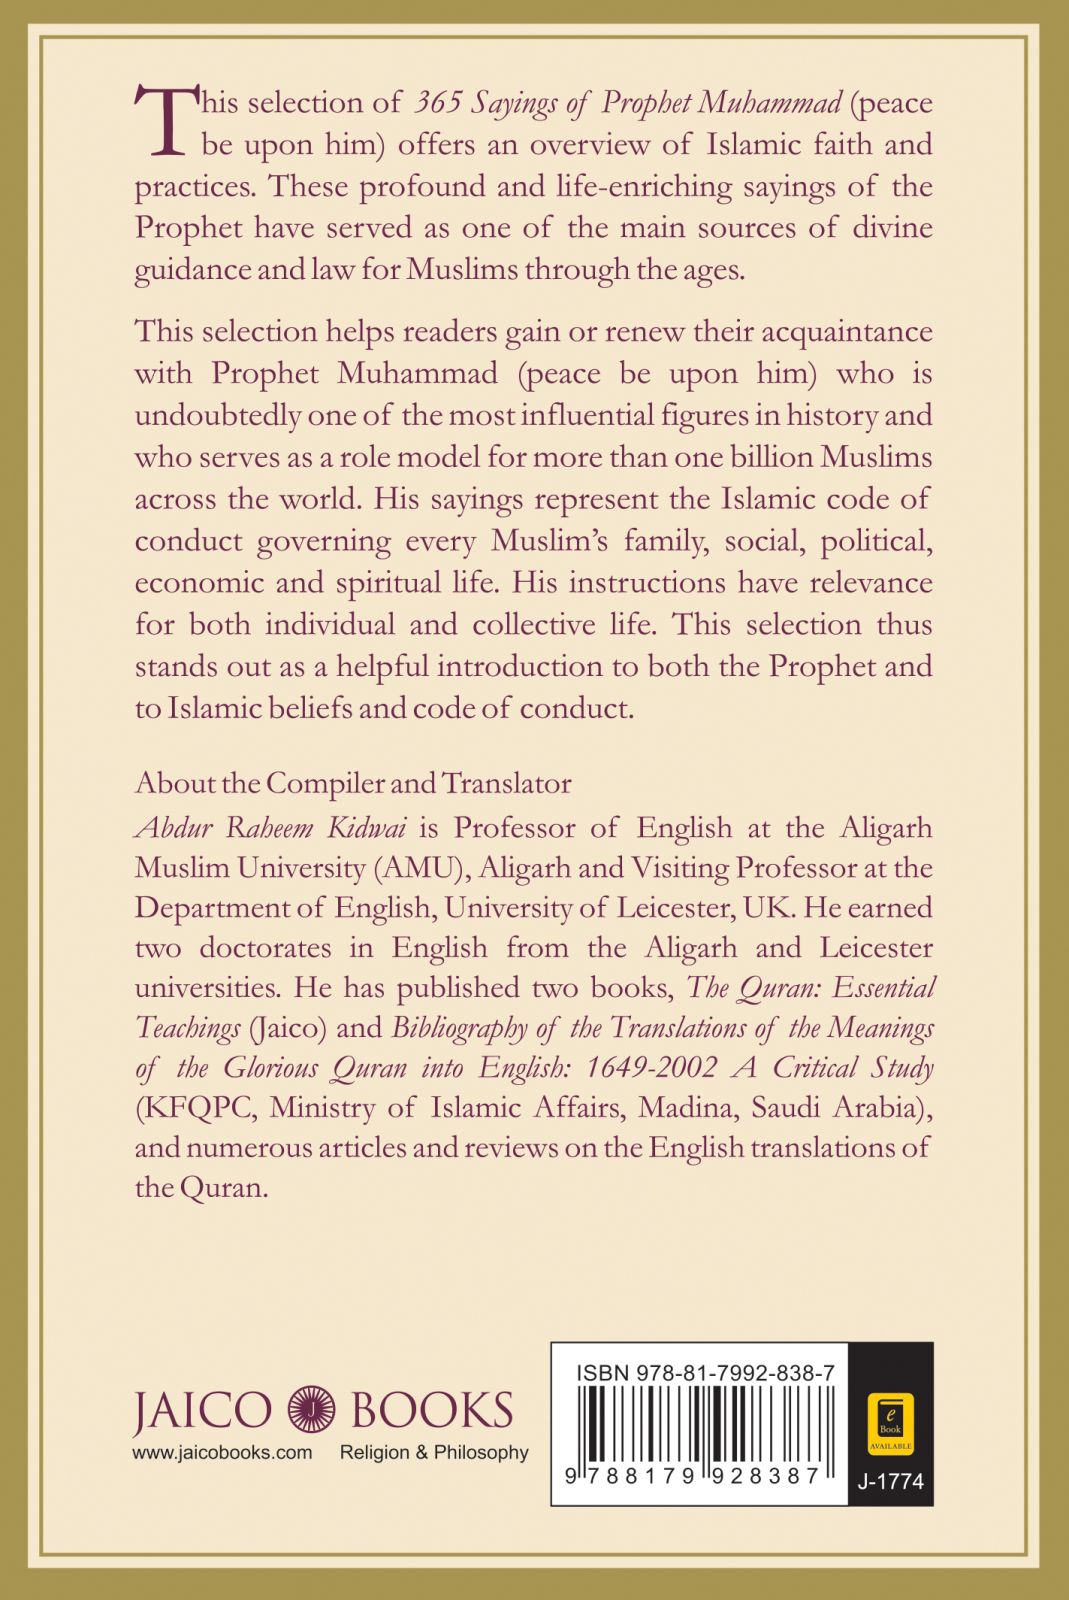 This selection of 365 Sayings of Prophet Muhammad (peace
be upon him) offers an overview of Islamic faith and
practices. These profound and life-enriching sayings of the
Prophet have served as one of the main sources of divine
guidance and law for Muslims through the ages.
This selection helps readers gain or renew their acquaintance
with Prophet Muhammad (peace be upon him) who is
undoubtedly one of the most influential figures in history and
who serves as a role model for more than one billion Muslims
across the world. His sayings represent the Islamic code of
conduct governing every Muslim’s family, social, political,
economic and spiritual life. His instructions have relevance
for both individual and collective life. This selection thus
stands out as a helpful introduction to both the Prophet and
to Islamic beliefs and code of conduct.
About the Compiler and Translator
Abdur Raheem Kidwai is Professor of English at the Aligarh
Muslim University (AMU), Aligarh and Visiting Professor at the
Department of English, University of Leicester, UK. He earned
two doctorates in English from the Aligarh and Leicester
universities. He has published two books, The Quran: Essential
Teachings (Jaico) and Bibliography of the Translations of the Meanings
of the Glorious Quran into English: 1649-2002 A Critical Study
(KFQPC, Ministry of Islamic Affairs, Madina, Saudi Arabia),
and numerous articles and reviews on the English translations of
the Quran.
JAICO J BOOKS
www.jaicobooks.com Religion & Philosophy
ISBN 978-81-7992-838-7
9 788179 928387
e
Book
AVAILABLE
J-1774